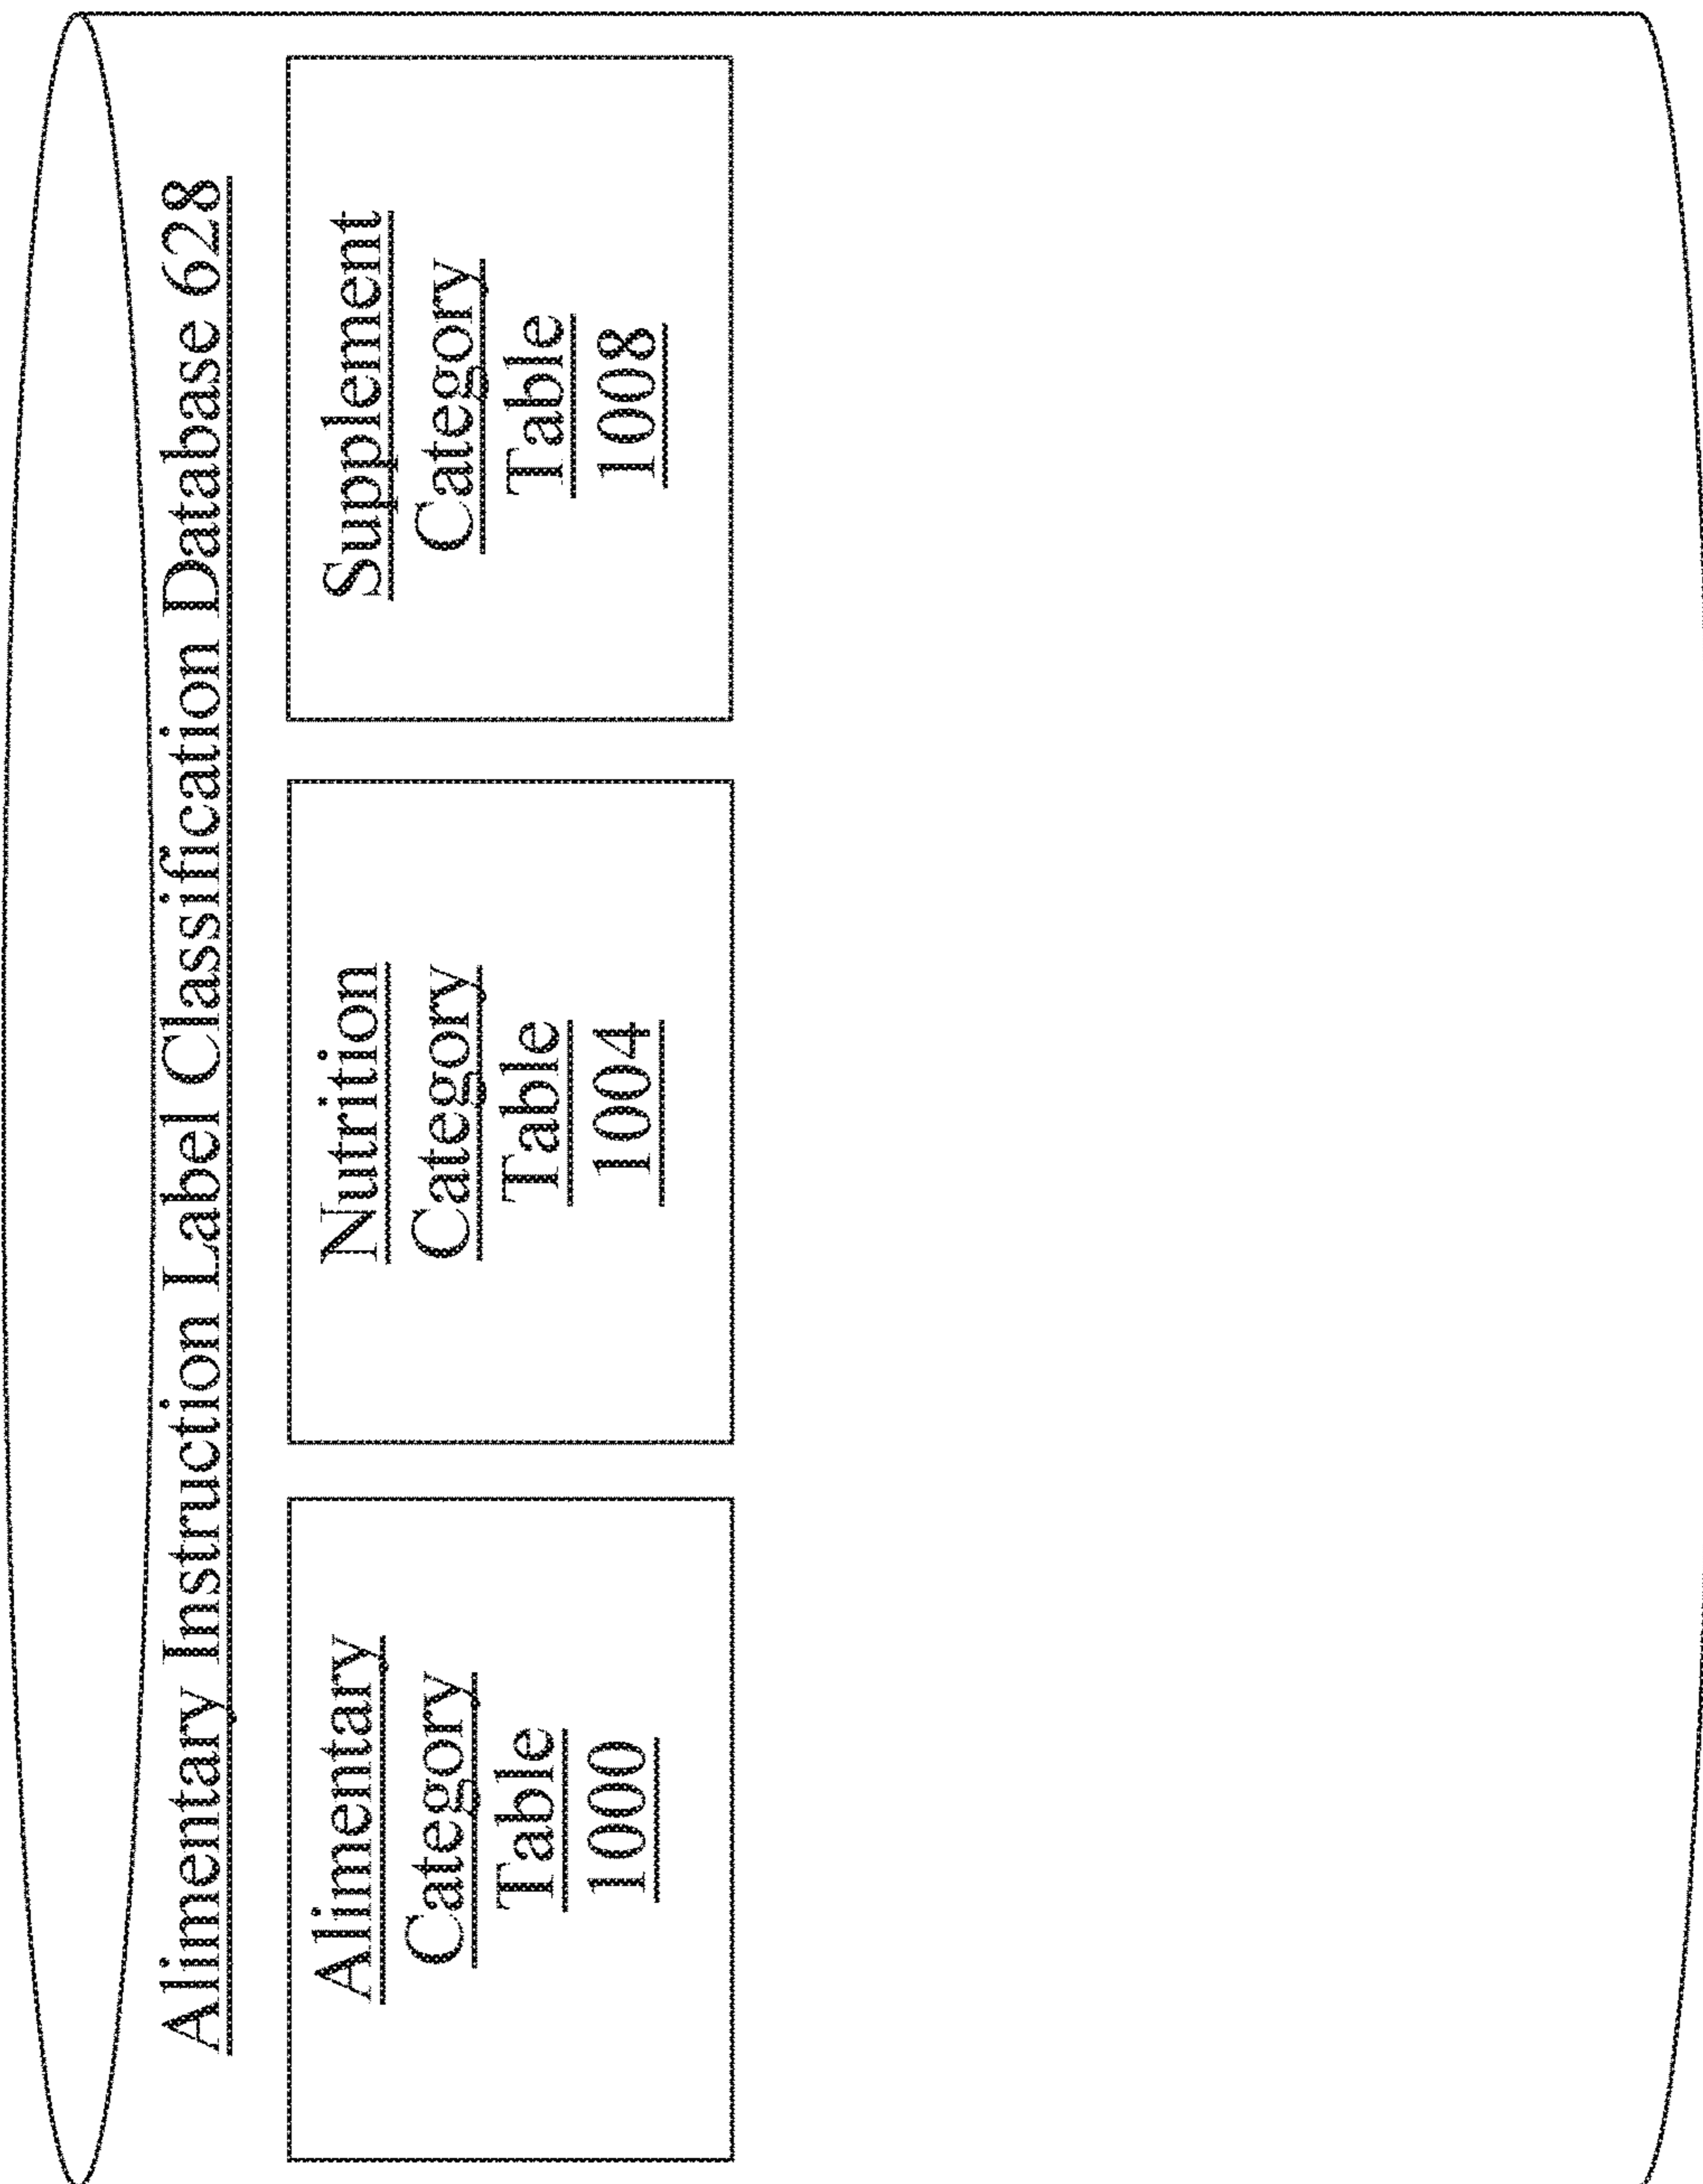 Alimentary Instruction Label Classification Database 628
Alimentary
Category
Table
1000
Nutrition
Category
Table
1004
Supplement
Category
Table
1008